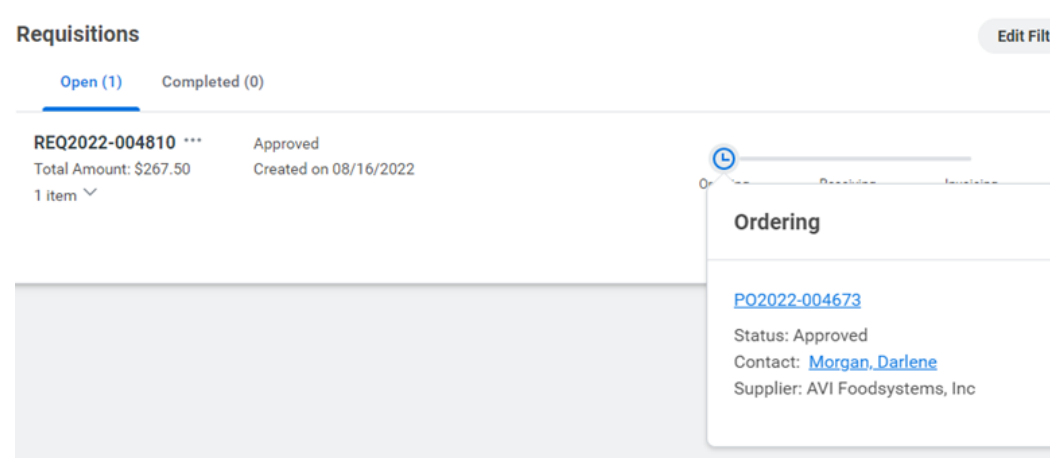 Requisitions
Edit Filt
Open (1) Completed (0)
REQ2022-004810 ··· Approved
Total Amount: $267.50 Created on 08/16/2022
1 item
Ordering
PO2022-004673
Status: Approved
Contact: Morgan, Darlene
Supplier: AVI Foodsystems, Inc